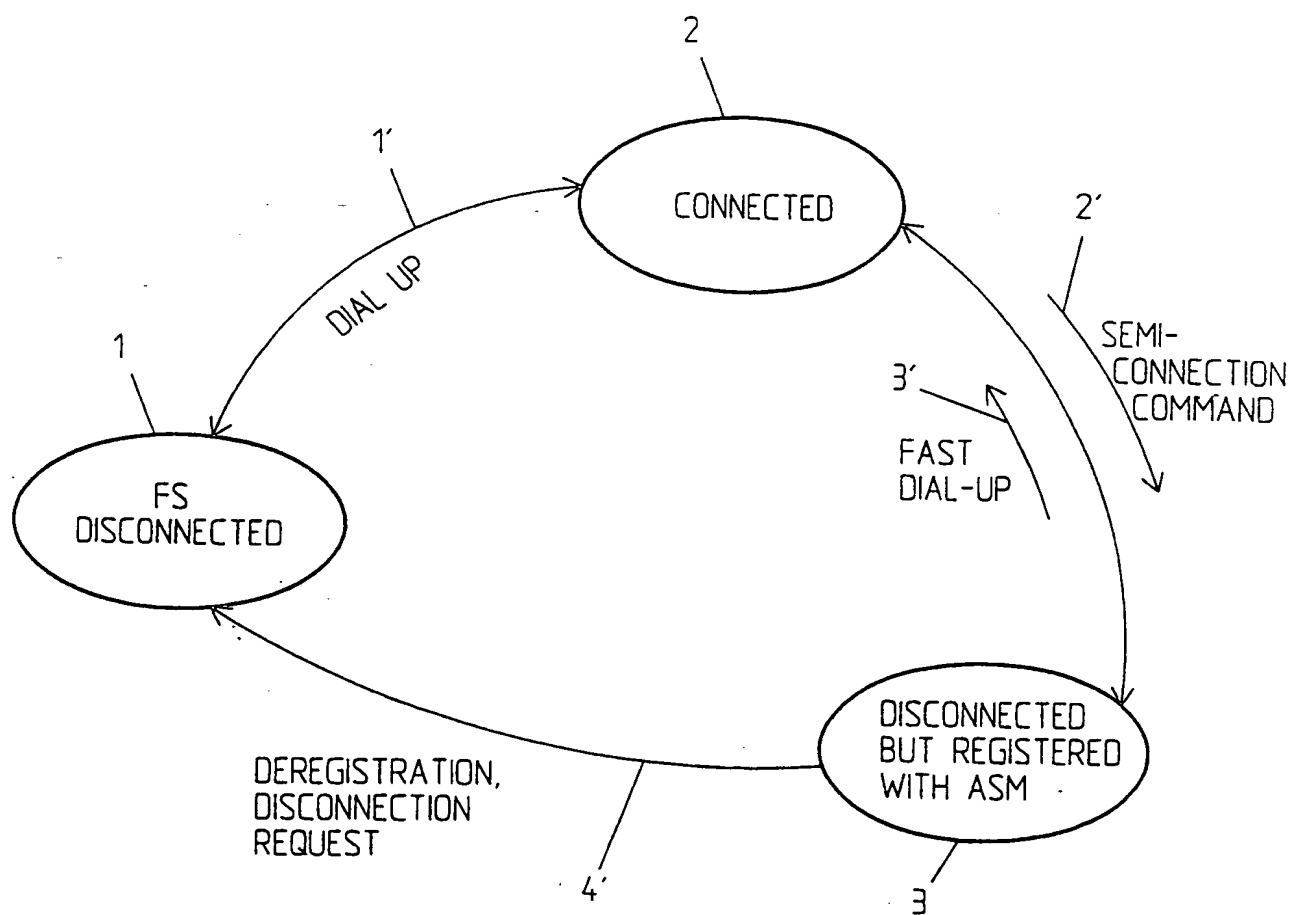 2
1′
CONNECTED
2′
DIAL UP
SEMI-
CONNECTION
COMMAND
1
3′
FAST
DIAL-UP
FS
DISCONNECTED
DISCONNECTED
BUT REGISTERED
WITH ASM
DEREGISTRATION,
DISCONNECTION
REQUEST
4′
3